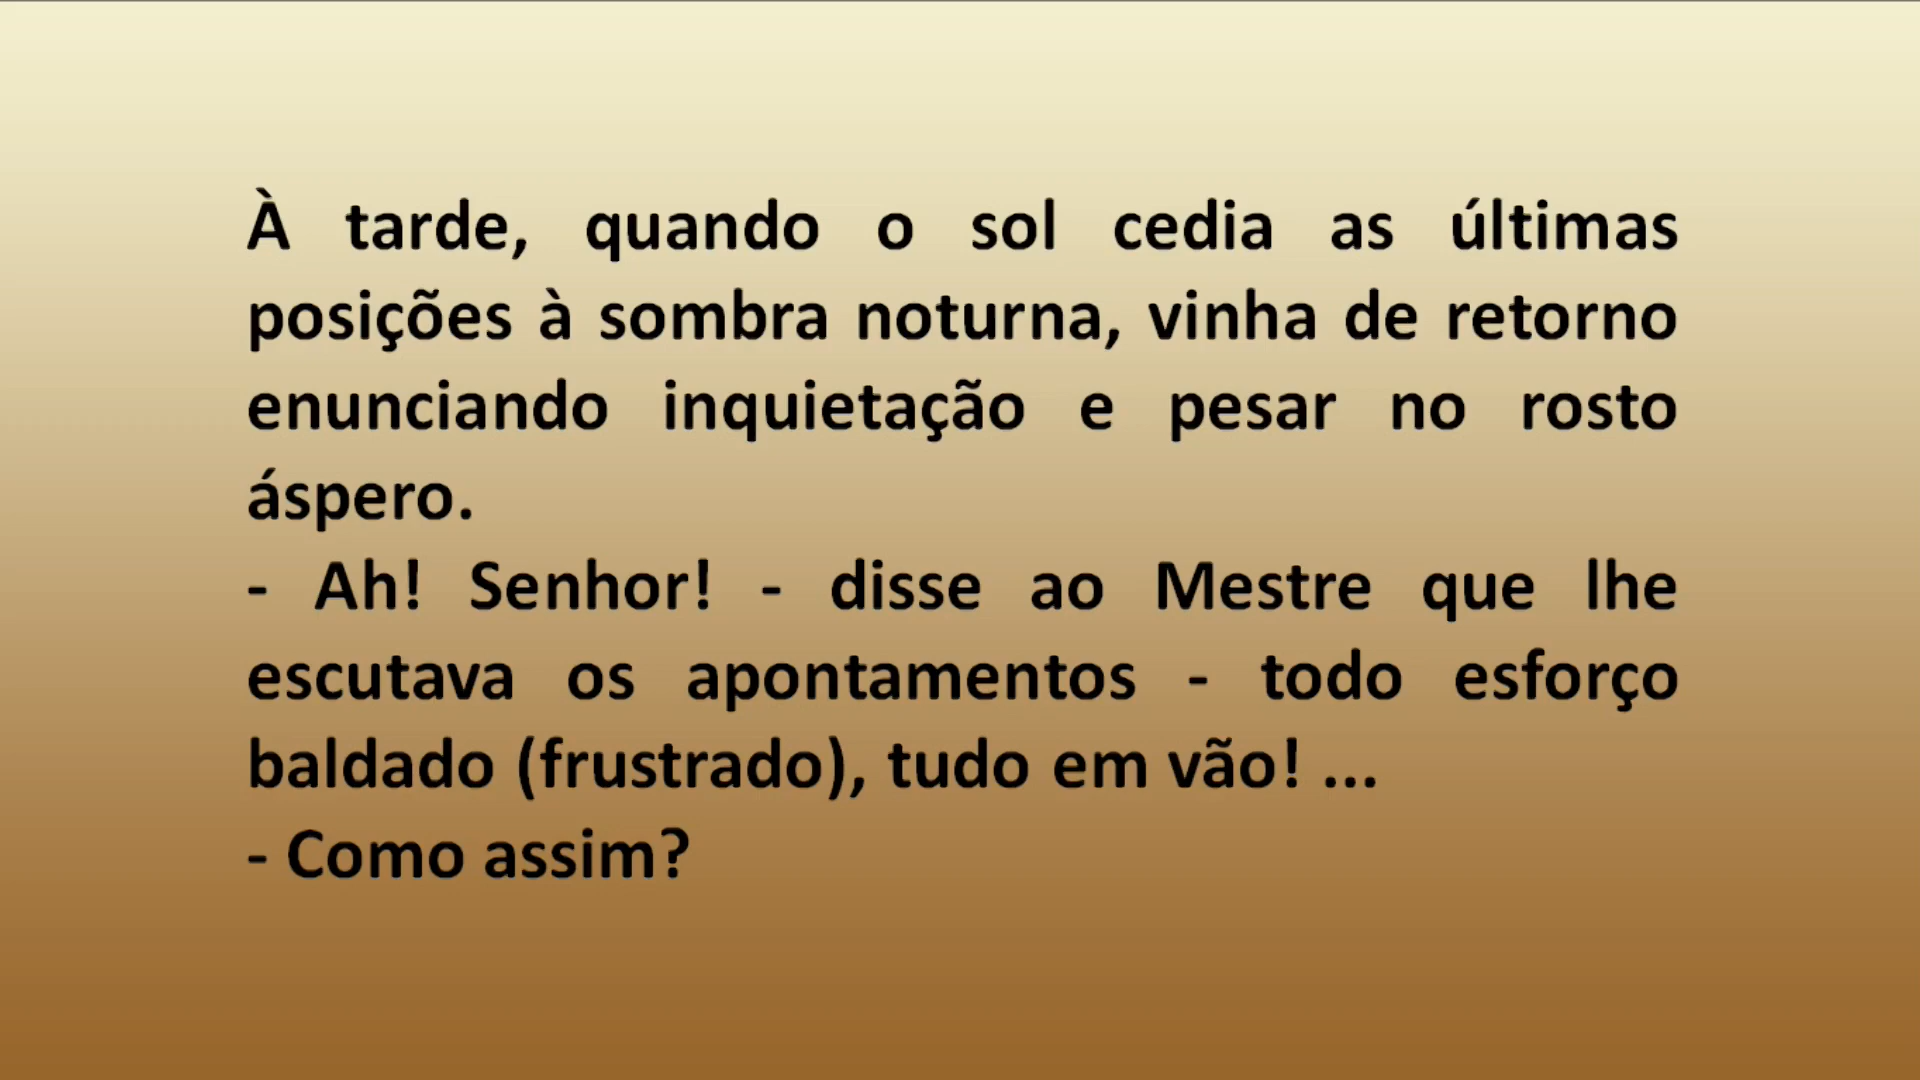 À tarde, quando o sol cedia as últimas
posições à sombra noturna, vinha de retorno
enunciando inquietação e pesar no rosto
áspero.
- Ah! Senhor! - disse ao Mestre que lhe
escutava os apontamentos - todo esforço
baldado (frustrado), tudo em vão! ...
- Como assim?